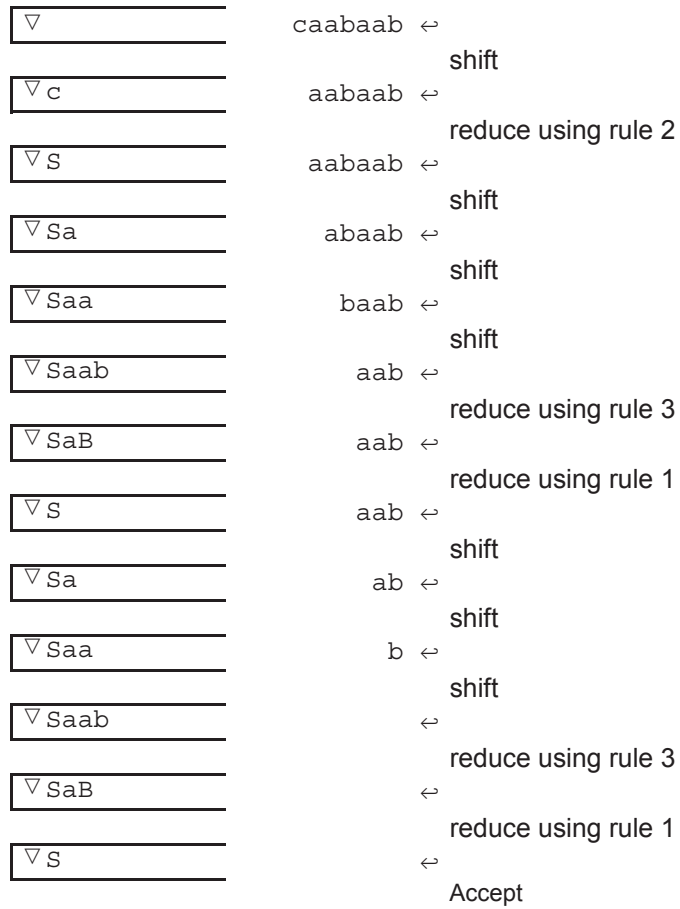 ▽ caabaab ↩
shift
▽ c aabaab ↩
reduce using rule 2
▽ S aabaab ↩
shift
▽ Sa abaab ↩
shift
▽ Saa baab ↩
shift
▽ Saab aab ↩
reduce using rule 3
▽ SaB aab ↩
reduce using rule 1
▽ S aab ↩
shift
▽ Sa ab ↩
shift
▽ Saa b ↩
shift
▽ Saab ↩
reduce using rule 3
▽ SaB ↩
reduce using rule 1
▽ S ↩
Accept